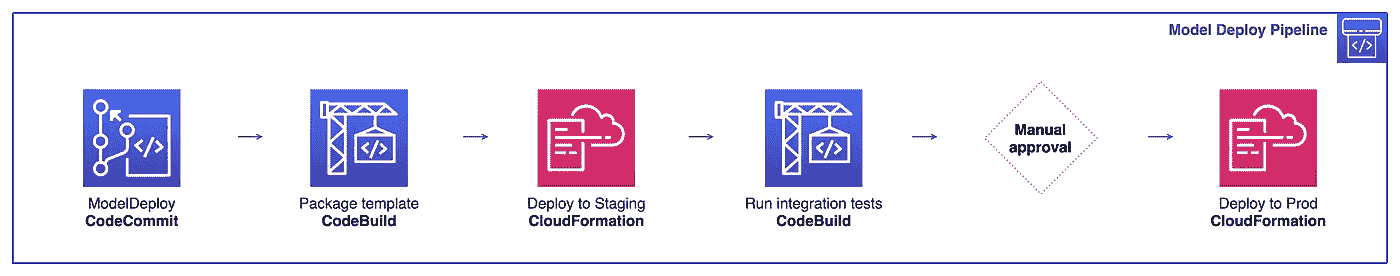 Model Deploy Pipeline
</>
</>
</>
</>
Manual
approval
ModelDeploy
CodeCommit
Package template
CodeBuild
Deploy to Staging
CloudFormation
Run integration tests
CodeBuild
Deploy to Prod
CloudFormation